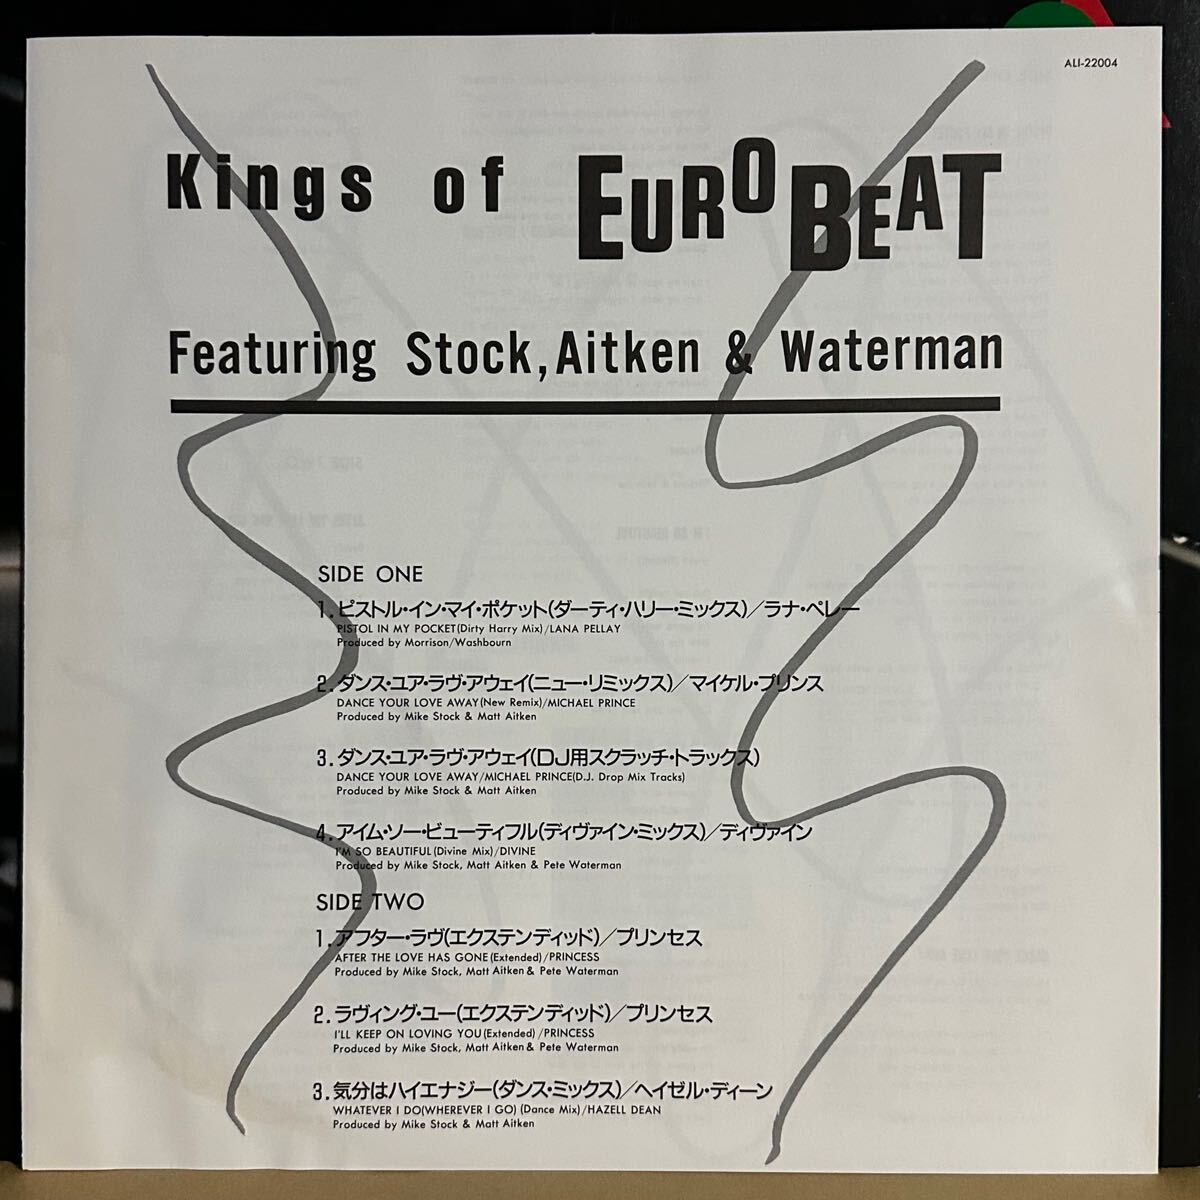 ALI-22004
Kings of EUROBEAT
Featuring Stock, Aitken & Waterman
SIDE ONE
1. ピストル・イン・マイ・ポケット(ダーティ・ハリー・ミックス)／ラナ・ペレー
PISTOL IN MY POCKET(Dirty Harry Mix)/LANA PELLAY
Produced by Morrison/Washbourn
2. ダンス・ユア・ラヴ・アウェイ(ニュー・リミックス)／マイケル・プリンス
DANCE YOUR LOVE AWAY(New Remix)/MICHAEL PRINCE
Produced by Mike Stock & Matt Aitken
3. ダンス・ユア・ラヴ・アウェイ(DJ用スクラッチ・トラックス)
DANCE YOUR LOVE AWAY/MICHAEL PRINCE(D.J. Drop Mix Tracks)
Produced by Mike Stock & Matt Aitken
4. アイム・ソー・ビューティフル(ディヴァイン・ミックス)／ディヴァイン
I'M SO BEAUTIFUL(Divine Mix)/DIVINE
Produced by Mike Stock, Matt Aitken & Pete Waterman
SIDE TWO
1. アフター・ラヴ(エクステンディッド)／プリンセス
AFTER THE LOVE HAS GONE(Extended)/PRINCESS
Produced by Mike Stock, Matt Aitken & Pete Waterman
2. ラヴィング・ユー(エクステンディッド)／プリンセス
I'LL KEEP ON LOVING YOU(Extended)/PRINCESS
Produced by Mike Stock, Matt Aitken & Pete Waterman
3. 気分はハイエナジー(ダンス・ミックス)／ヘイゼル・ディーン
WHATEVER I DO(WHEREVER I GO) (Dance Mix)/HAZELL DEAN
Produced by Mike Stock & Matt Aitken